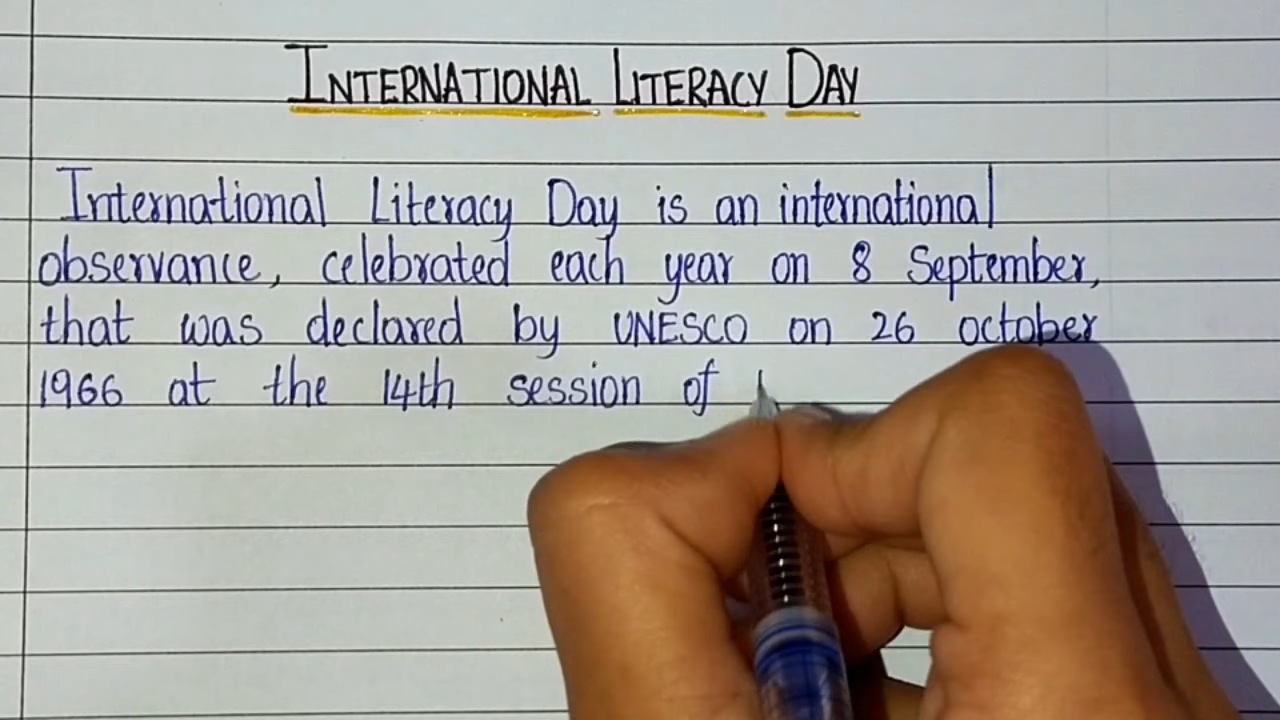 INTERNATIONAL LITERACY DAY
International Literacy Day is an international
observance, celebrated each year on 8 September,
that was declared by UNESCO on 26 october
1966 at the 14th session of